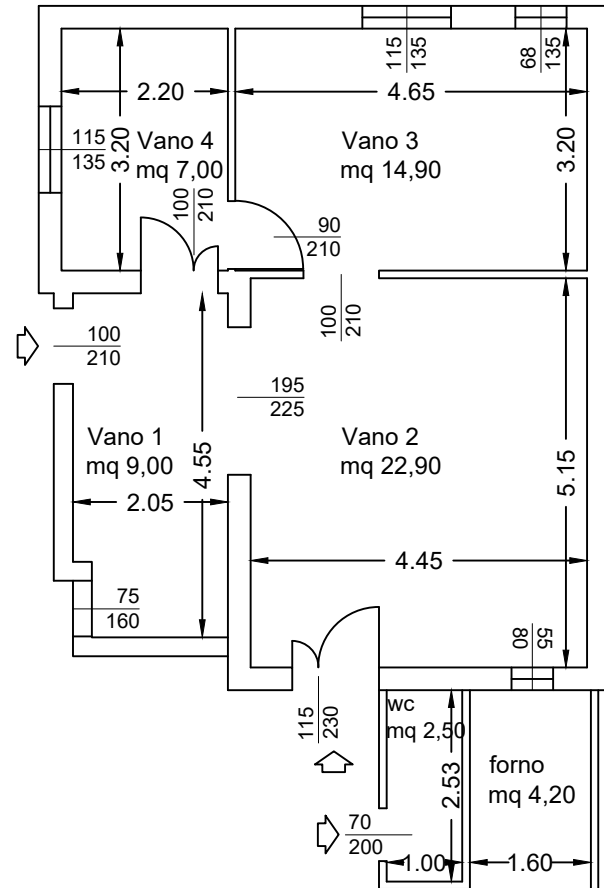 115
135
68
135
2.20
4.65
115
135
3.20
Vano 4
mq 7,00
Vano 3
mq 14,90
3.20
100
210
90
210
100
210
100
210
195
225
Vano 1
mq 9,00
4.55
Vano 2
mq 22,90
5.15
2.05
4.45
75
160
55
80
115
230
wc
mq 2,50
2.53
forno
mq 4,20
70
200
1.00
1.60